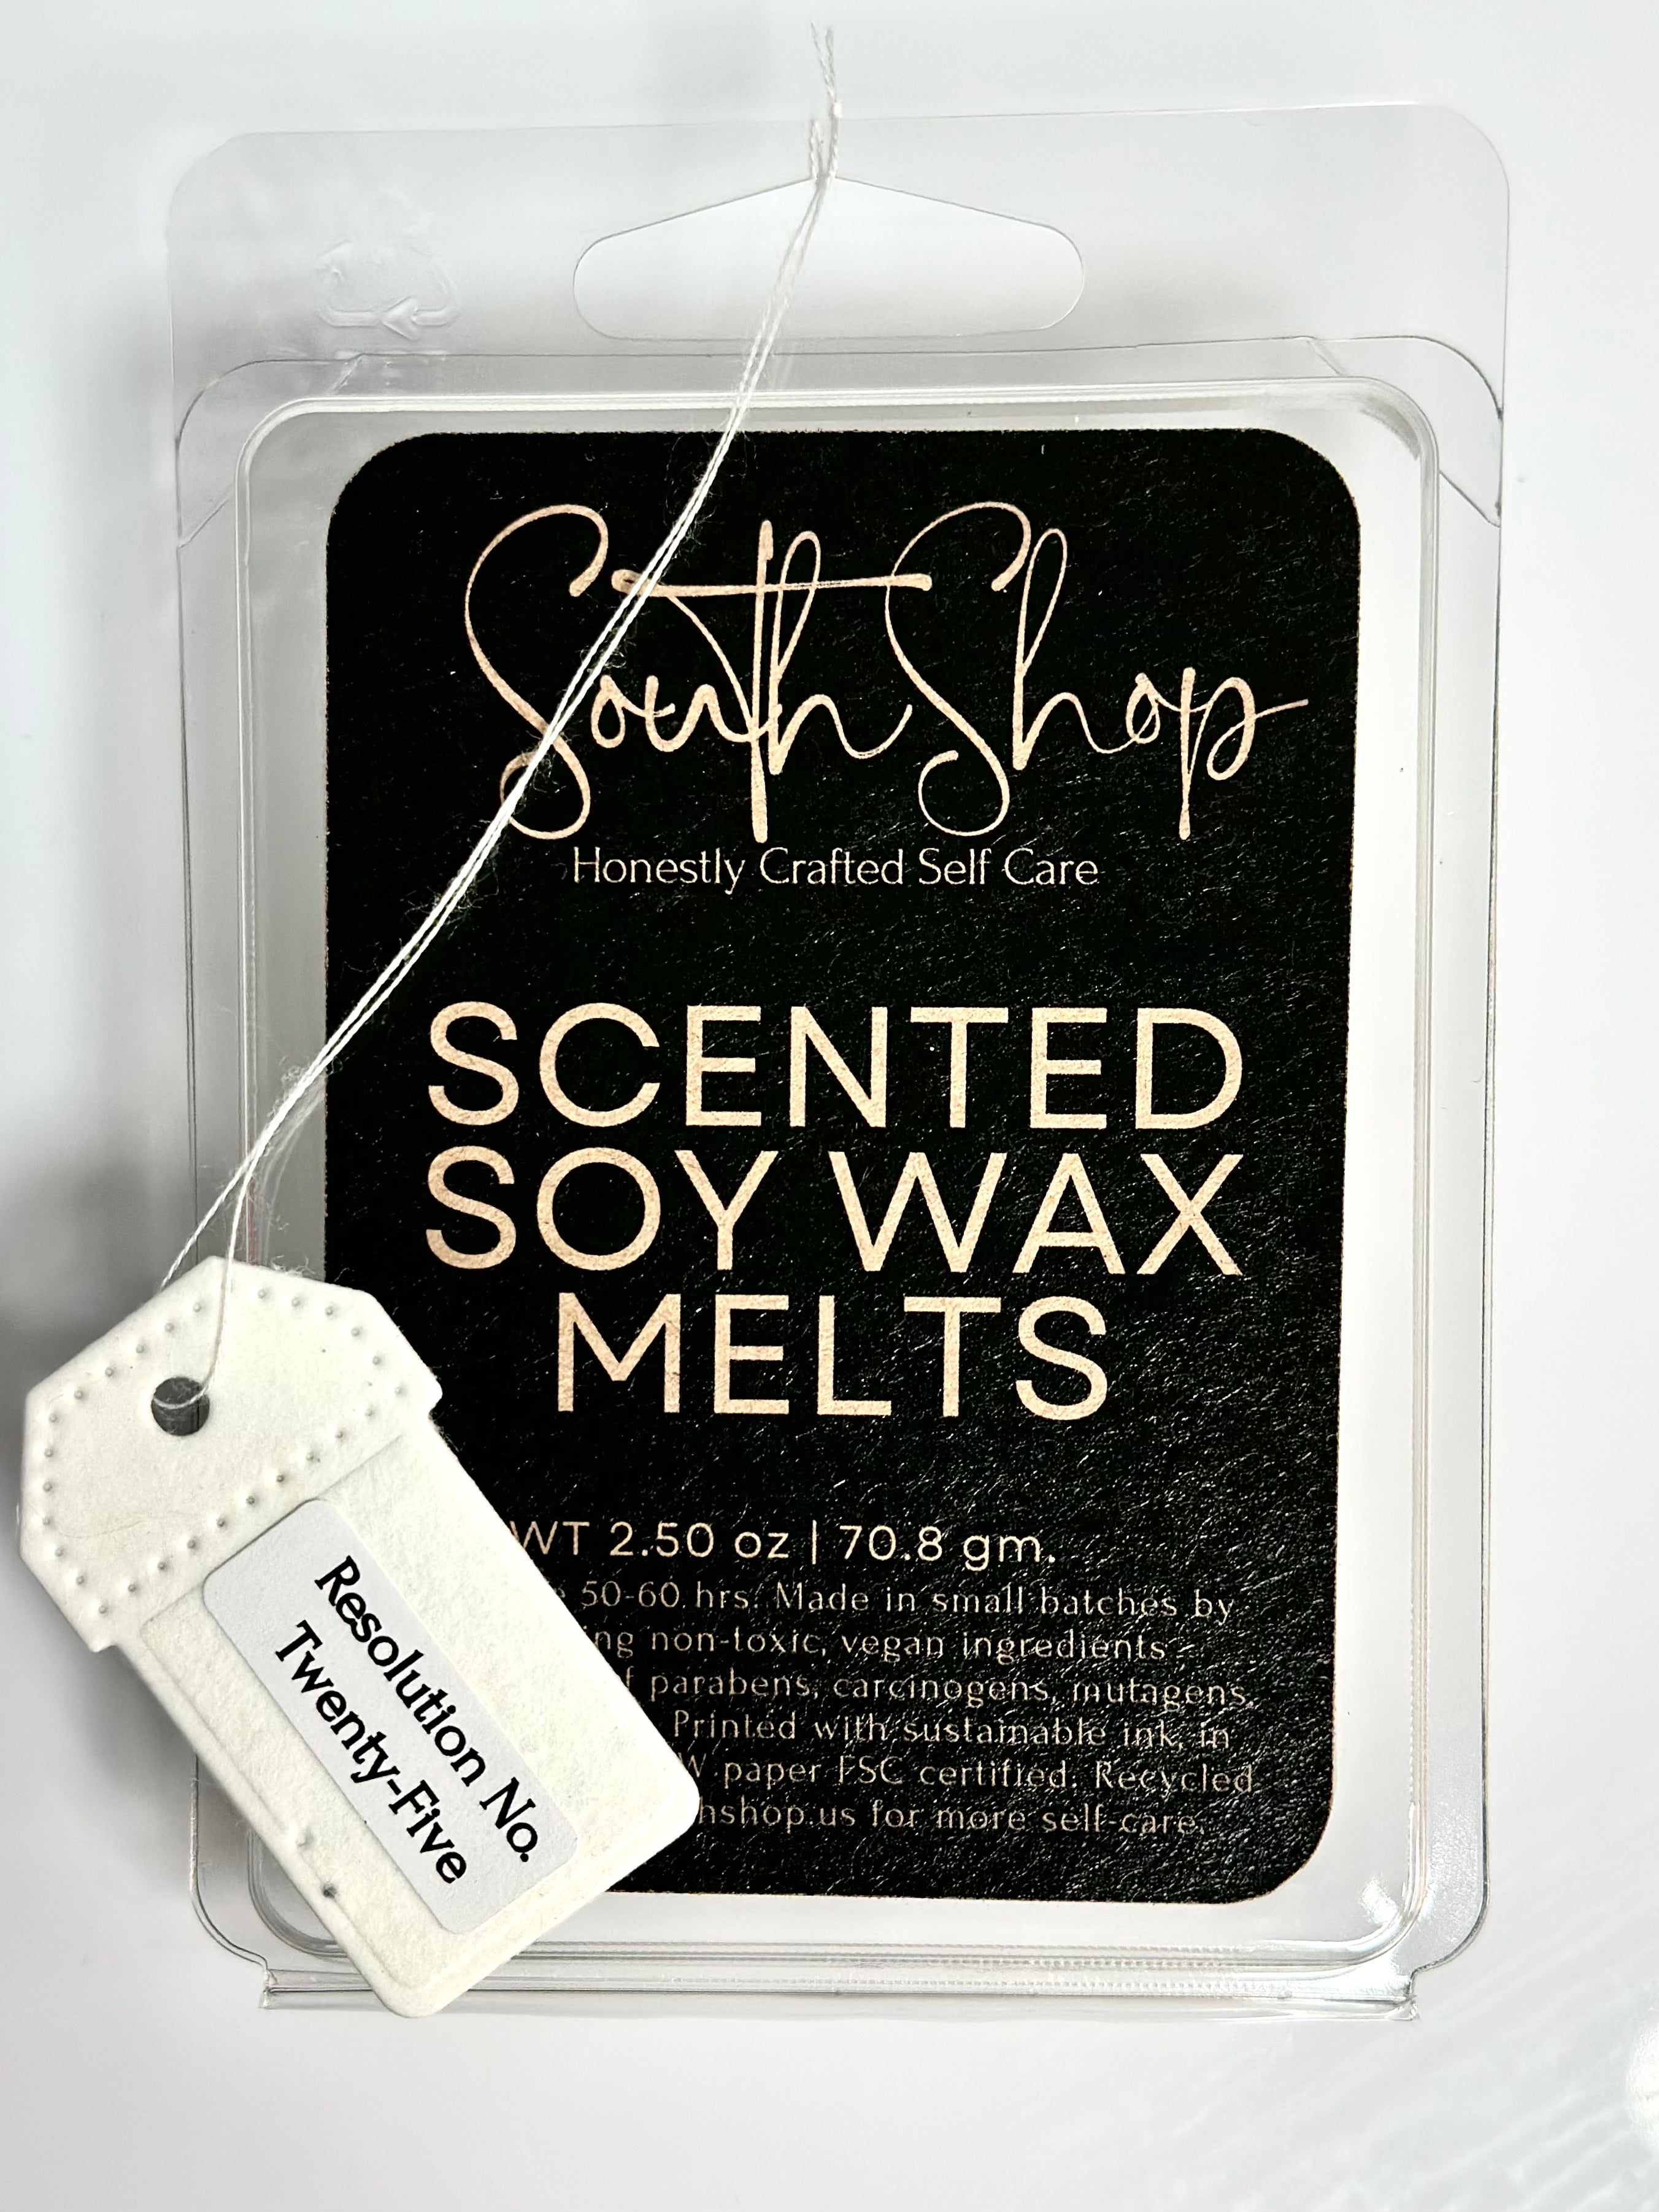 South Shop
Honestly Crafted Self Care
SCENTED
SOY WAX
MELTS
WT 2.50 oz | 70.8 gm.
50-60 hrs. Made in small batches by
non-toxic, vegan ingredients
parabens, carcinogens, mutagens,
Printed with sustainable ink, in
paper FSC certified. Recycled
hshop.us for more self-care.
Resolution No.
Twenty-Five